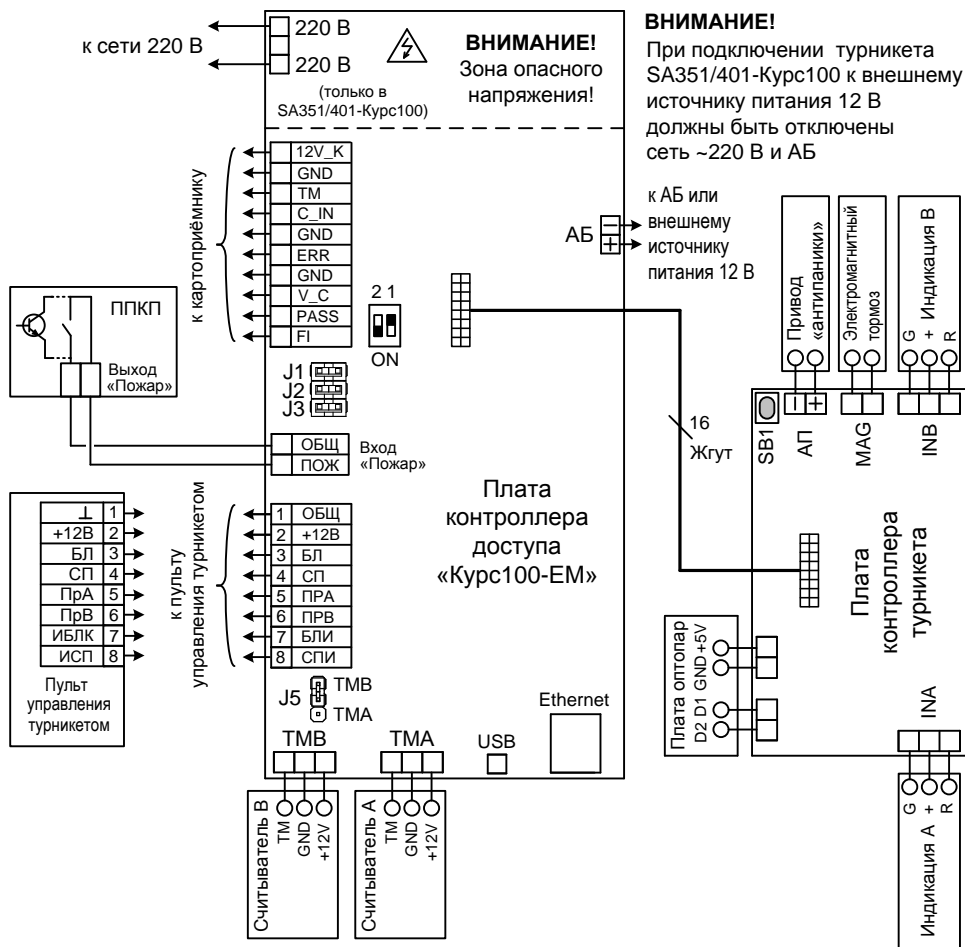 к сети 220 В
220 В
220 В
(только в
SA351/401-Курс100)
ВНИМАНИЕ!
Зона опасного
напряжения!
ВНИМАНИЕ!
При подключении турникета
SA351/401-Курс100 к внешнему
источнику питания 12 В
должны быть отключены
сеть ~220 В и АБ
к картоприёмнику
12V_K
GND
TM
C_IN
GND
ERR
GND
V_C
PASS
FI
2 1
ON
АБ
–
+
к АБ или
внешнему
источнику
питания 12 В
J1
J2
J3
ППКП
Выход
«Пожар»
ОБЩ
ПОЖ
Вход
«Пожар»
16
Жгут
Плата
контроллера
доступа
«Курс100-ЕМ»
⊥ 1
+12В 2
БЛ 3
СП 4
ПрА 5
ПрВ 6
ИБЛК 7
ИСП 8
Пульт
управления
турникетом
к пульту
управления турникетом
1 ОБЩ
2 +12В
3 БЛ
4 СП
5 ПРА
6 ПРВ
7 БЛИ
8 СПИ
J5
TMB
TMA
TMB
TMA
USB
Ethernet
Считыватель В
TM
GND
+12V
Считыватель А
TM
GND
+12V
Привод
«антипаники»
Электромагнитный
тормоз
Индикация В
G
+
R
SB1
–
+
АП
MAG
INB
Плата
контроллера
турникета
Плата оптопар
+5V
GND
D1
D2
INA
G
+
R
Индикация А